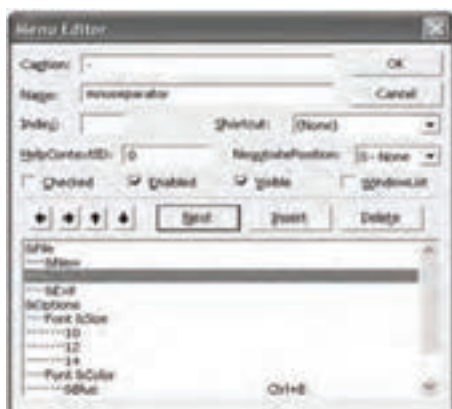 Menu Editor
Caption: -
OK
Name: mnuseparator
Cancel
Index:
Shortcut: (None)
HelpContextID: 0
NegotiatePosition: 0 - None
Checked
Enabled
Visible
WindowList
Next
Insert
Delete
&File
····&New
····&Exit
&Options
····Font &Size
········10
········12
········14
····Font &Color
········&Blue Ctrl+B